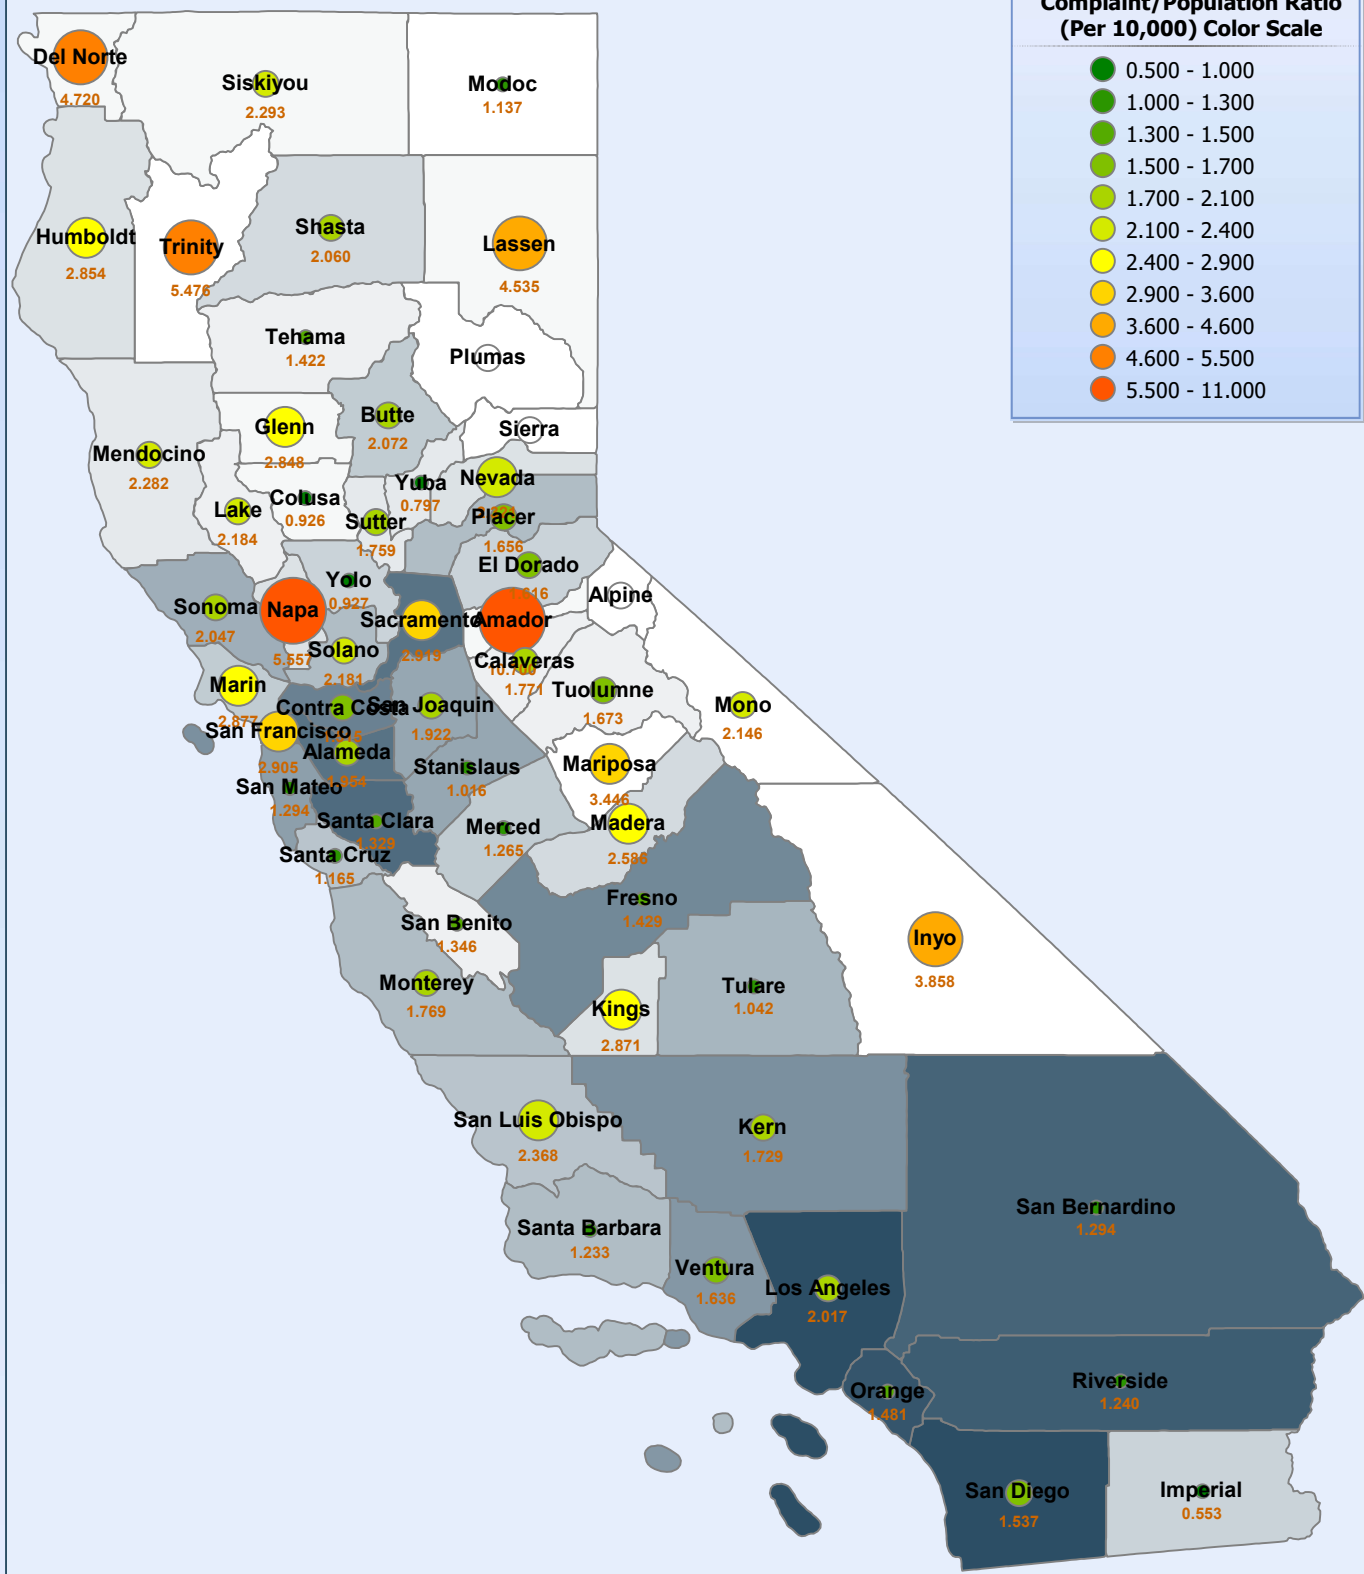 Complaint/Population Ratio
(Per 10,000) Color Scale
0.500 - 1.000
1.000 - 1.300
1.300 - 1.500
1.500 - 1.700
1.700 - 2.100
2.100 - 2.400
2.400 - 2.900
2.900 - 3.600
3.600 - 4.600
4.600 - 5.500
5.500 - 11.000
Del Norte
4.720
Siskiyou
2.293
Modoc
1.137
Humboldt
2.854
Trinity
5.476
Shasta
2.060
Lassen
4.535
Tehama
1.422
Plumas
Glenn
2.848
Butte
2.072
Sierra
Mendocino
2.282
Lake
2.184
Colusa
0.926
Sutter
1.759
Yuba
0.797
Nevada
Placer
1.656
El Dorado
1.616
Alpine
Yolo
0.927
Sonoma
2.047
Napa
5.557
Sacramento
2.919
Amador
10.700
Solano
2.181
Calaveras
1.771
Marin
2.877
Contra Costa
San Joaquin
1.922
Tuolumne
1.673
Mono
2.146
San Francisco
2.905
Alameda
1.954
Stanislaus
1.016
Mariposa
3.446
San Mateo
1.294
Santa Clara
1.329
Merced
1.265
Madera
2.586
Santa Cruz
1.165
Fresno
1.429
San Benito
1.346
Inyo
3.858
Monterey
1.769
Kings
2.871
Tulare
1.042
San Luis Obispo
2.368
Kern
1.729
San Bernardino
1.294
Santa Barbara
1.233
Ventura
1.636
Los Angeles
2.017
Orange
1.481
Riverside
1.240
San Diego
1.537
Imperial
0.553